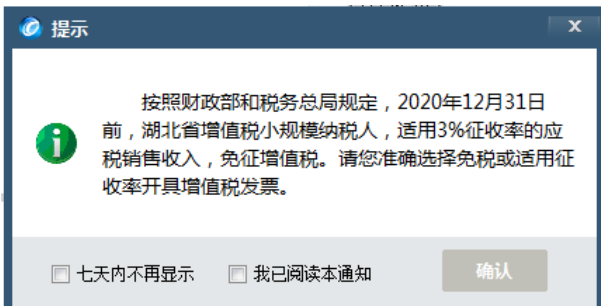 提示
X
按照财政部和税务总局规定，2020年12月31日
前，湖北省增值税小规模纳税人，适用3%征收率的应
税销售收入，免征增值税。请您准确选择免税或适用征
收率开具增值税发票。
七天内不再显示 我已阅读本通知 确认